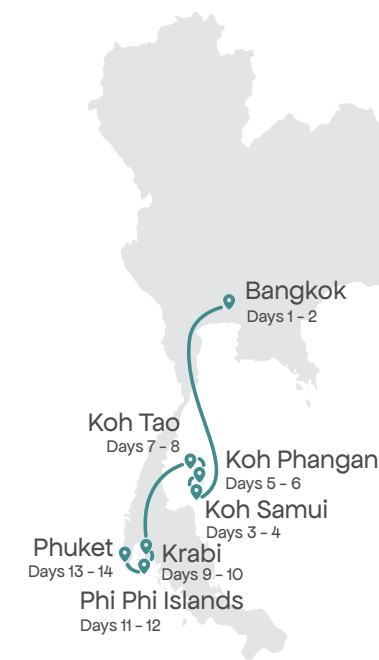 Bangkok
Days 1 – 2
Koh Tao
Days 7 – 8
Koh Phangan
Days 5 – 6
Koh Samui
Days 3 – 4
Phuket
Days 13 – 14
Krabi
Days 9 – 10
Phi Phi Islands
Days 11 – 12